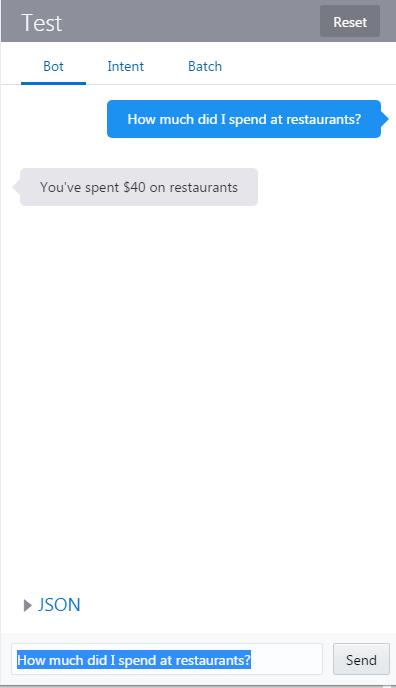 Test
Reset
Bot Intent Batch
How much did I spend at restaurants?
You've spent $40 on restaurants
JSON
How much did I spend at restaurants?
Send